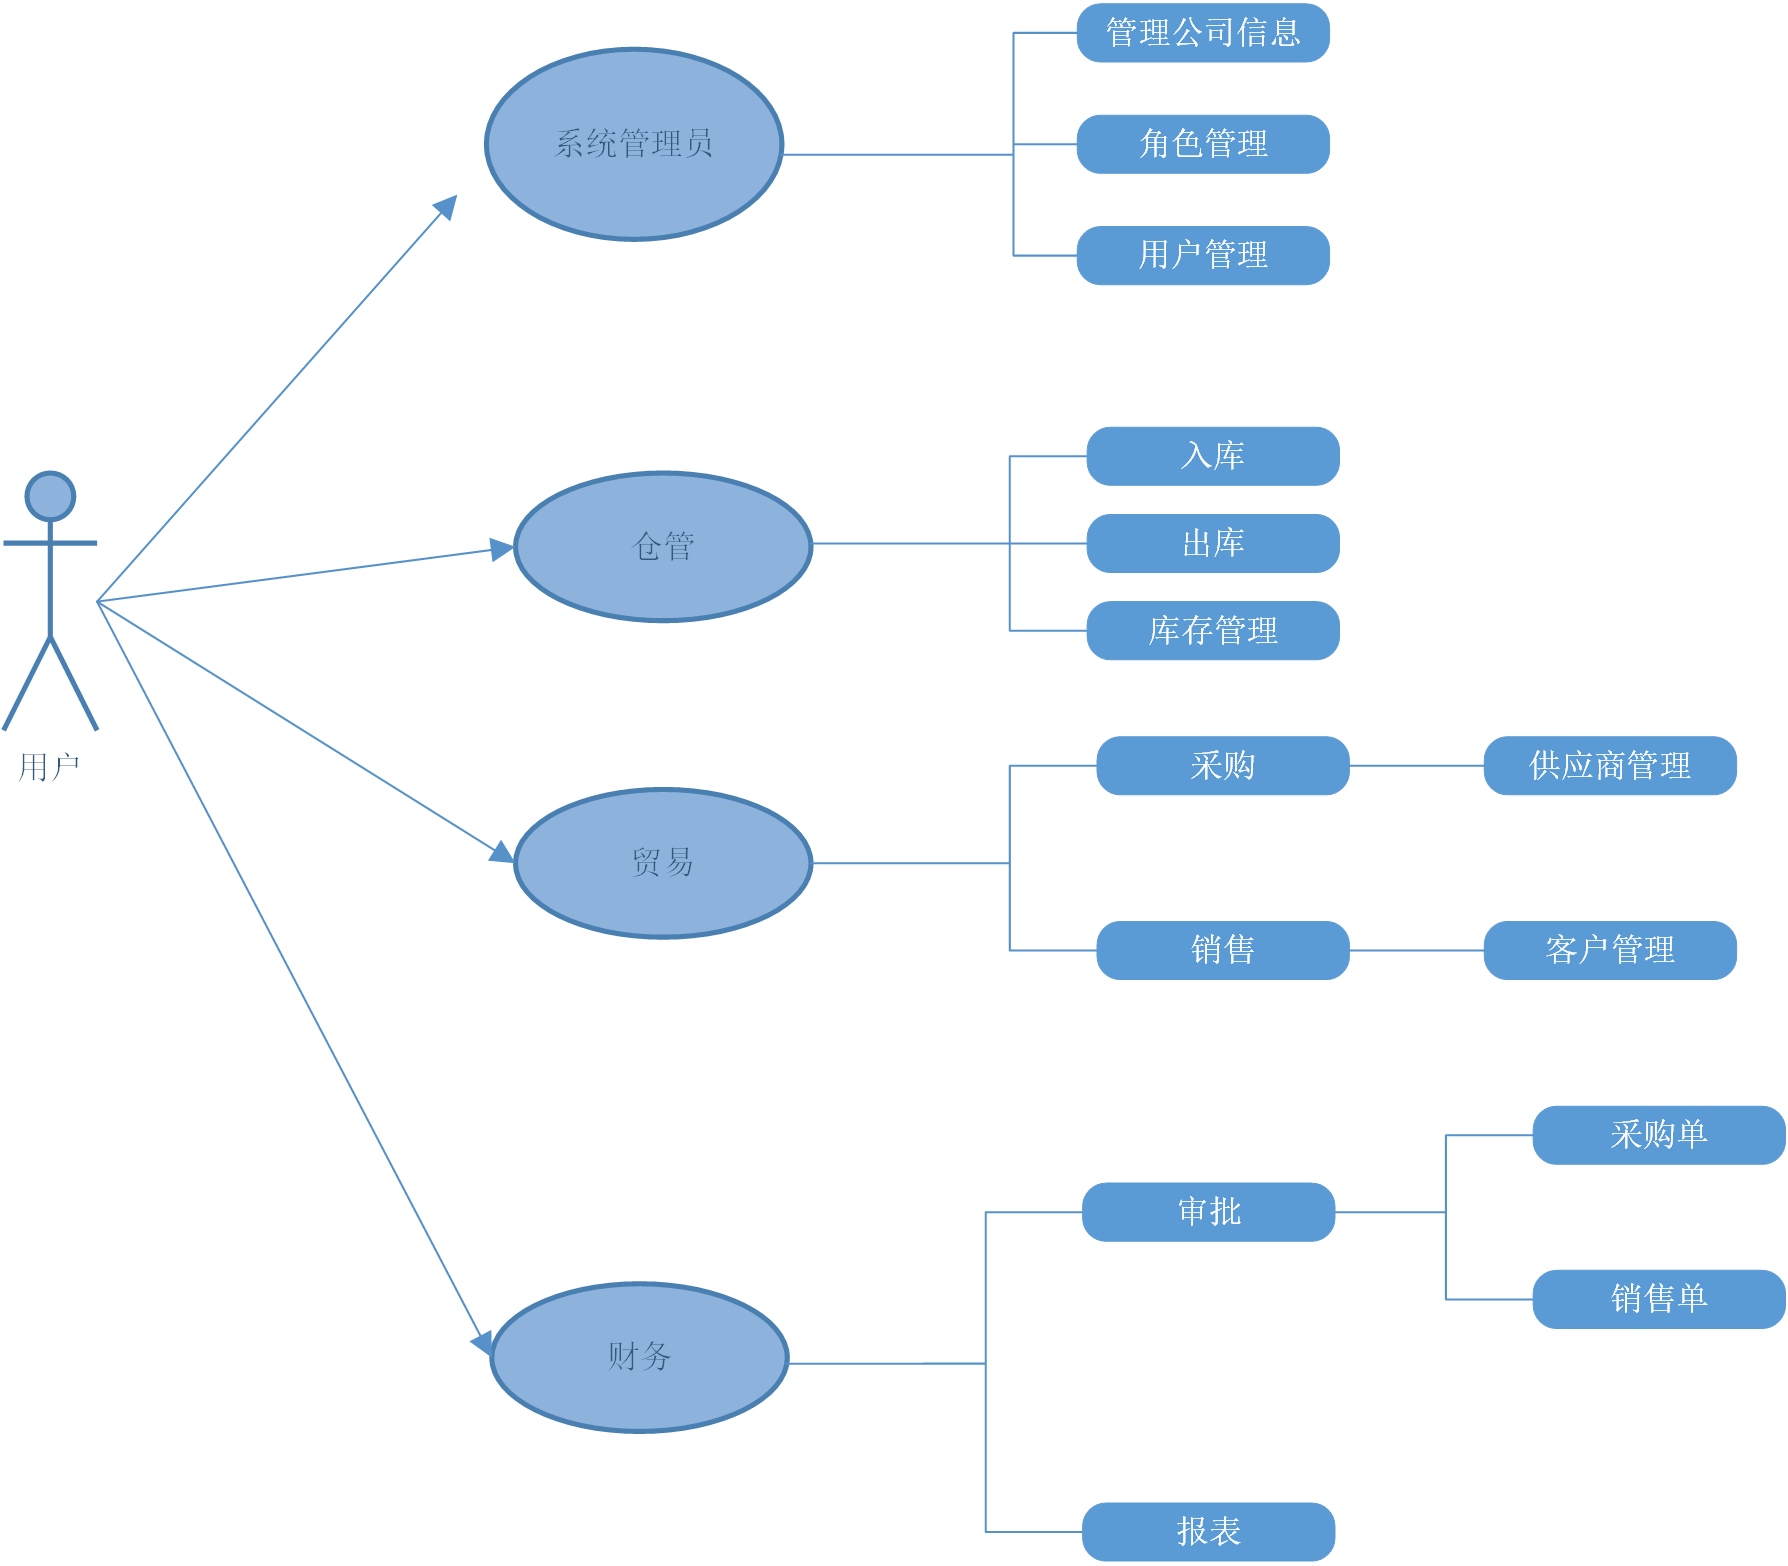 管理公司信息
系统管理员
角色管理
用户管理
入库
仓管
出库
库存管理
用户
采购
供应商管理
贸易
销售
客户管理
采购单
审批
销售单
财务
报表